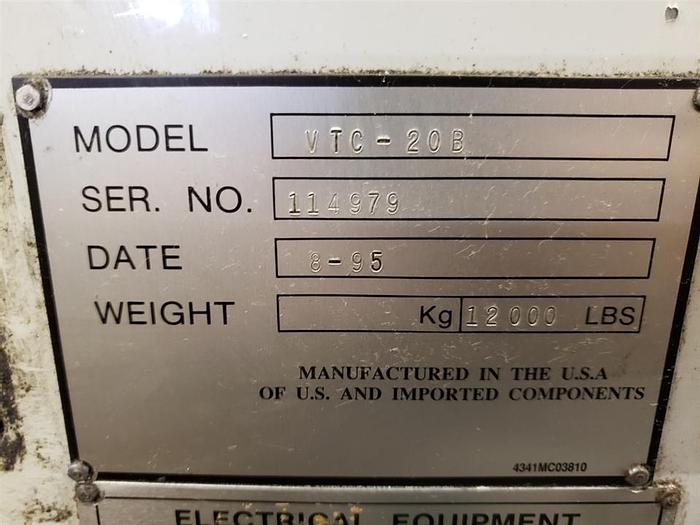 MODEL VTC-20B
SER. NO. 114979
DATE 8-95
WEIGHT Kg 12000 LBS
MANUFACTURED IN THE U.S.A
OF U.S. AND IMPORTED COMPONENTS
4341MC03810
ELECTRICAL EQUIPMENT